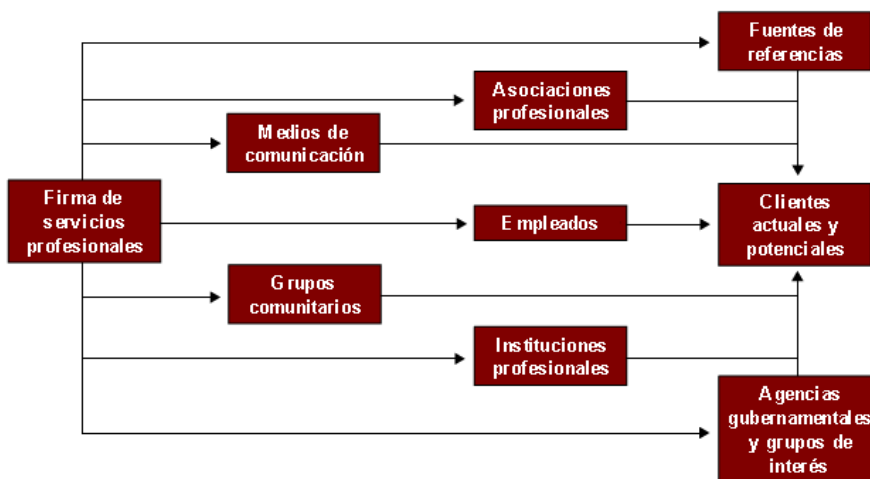 Fuentes de
referencias
Asociaciones
profesionales
Medios de
comunicación
Firma de
servicios
profesionales
Empleados
Clientes
actuales y
potenciales
Grupos
comunitarios
Instituciones
profesionales
Agencias
gubernamentales
y grupos de
interés